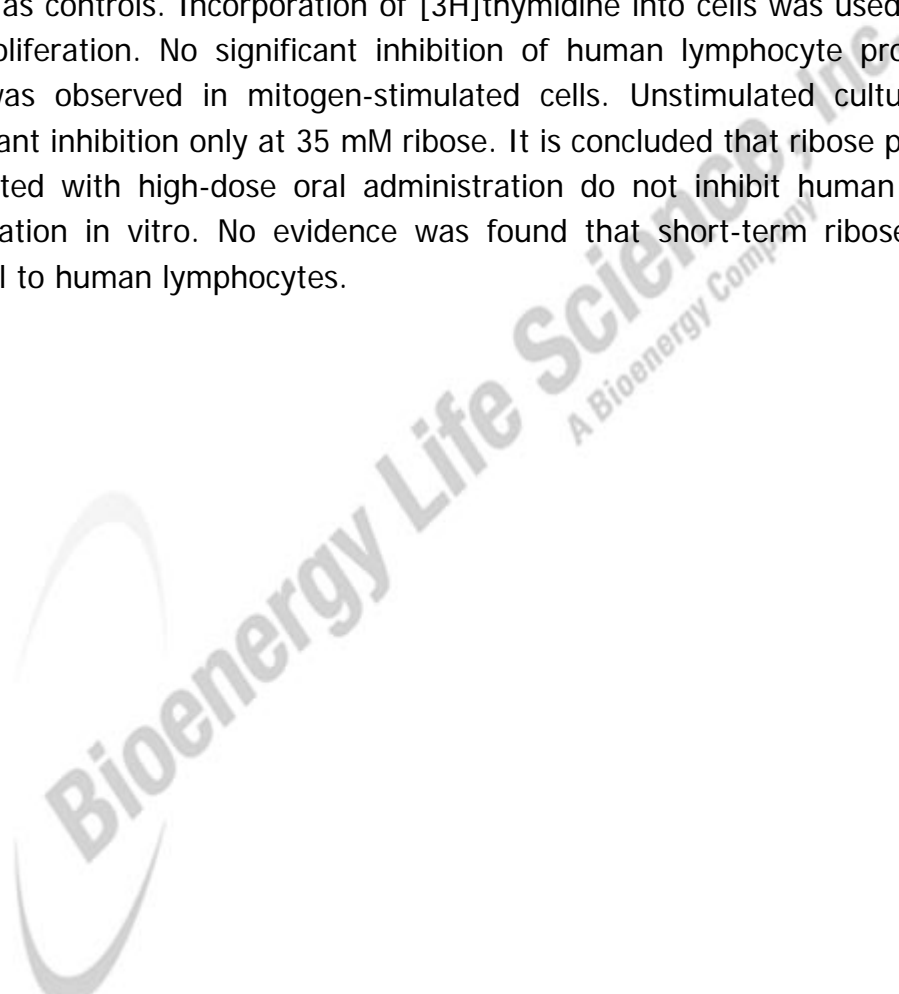 as controls. Incorporation of [3H]thymidine into cells was used
oliferation. No significant inhibition of human lymphocyte pro
was observed in mitogen-stimulated cells. Unstimulated cultu
ant inhibition only at 35 mM ribose. It is concluded that ribose p
ted with high-dose oral administration do not inhibit human
ation in vitro. No evidence was found that short-term ribose
l to human lymphocytes.
Bioenergy Life Science, Inc.
A Bioenergy Company